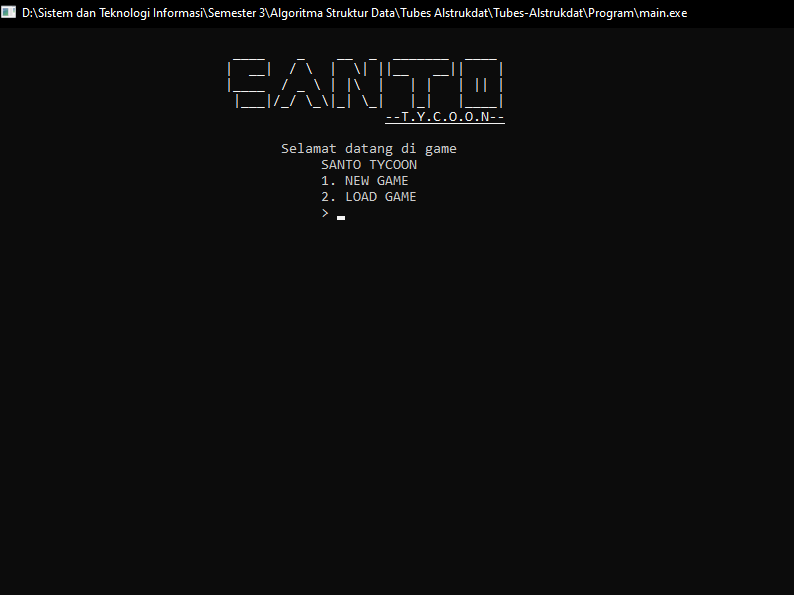 D:\Sistem dan Teknologi Informasi\Semester 3\Algoritma Struktur Data\Tubes Alstrukdat\Tubes-Alstrukdat\Program\main.exe
SANTO
--T.Y.C.O.O.N--
Selamat datang di game
SANTO TYCOON
1. NEW GAME
2. LOAD GAME
>